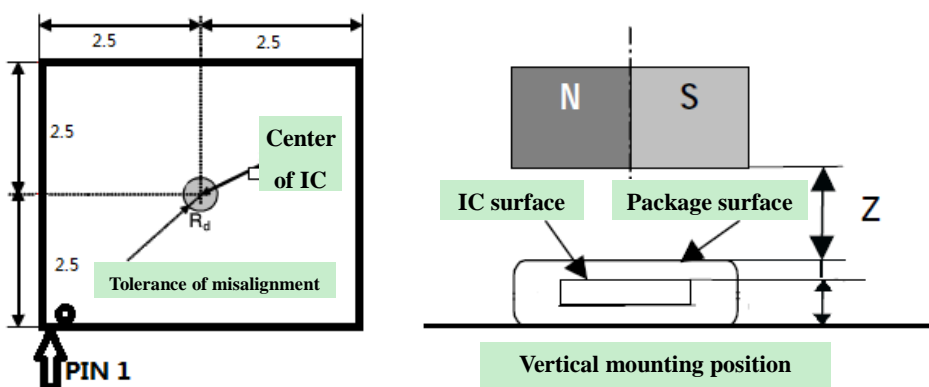 2.5 2.5
2.5
Center
of IC
R_d
2.5
Tolerance of misalignment
PIN 1
N S
IC surface Package surface
Z
Vertical mounting position